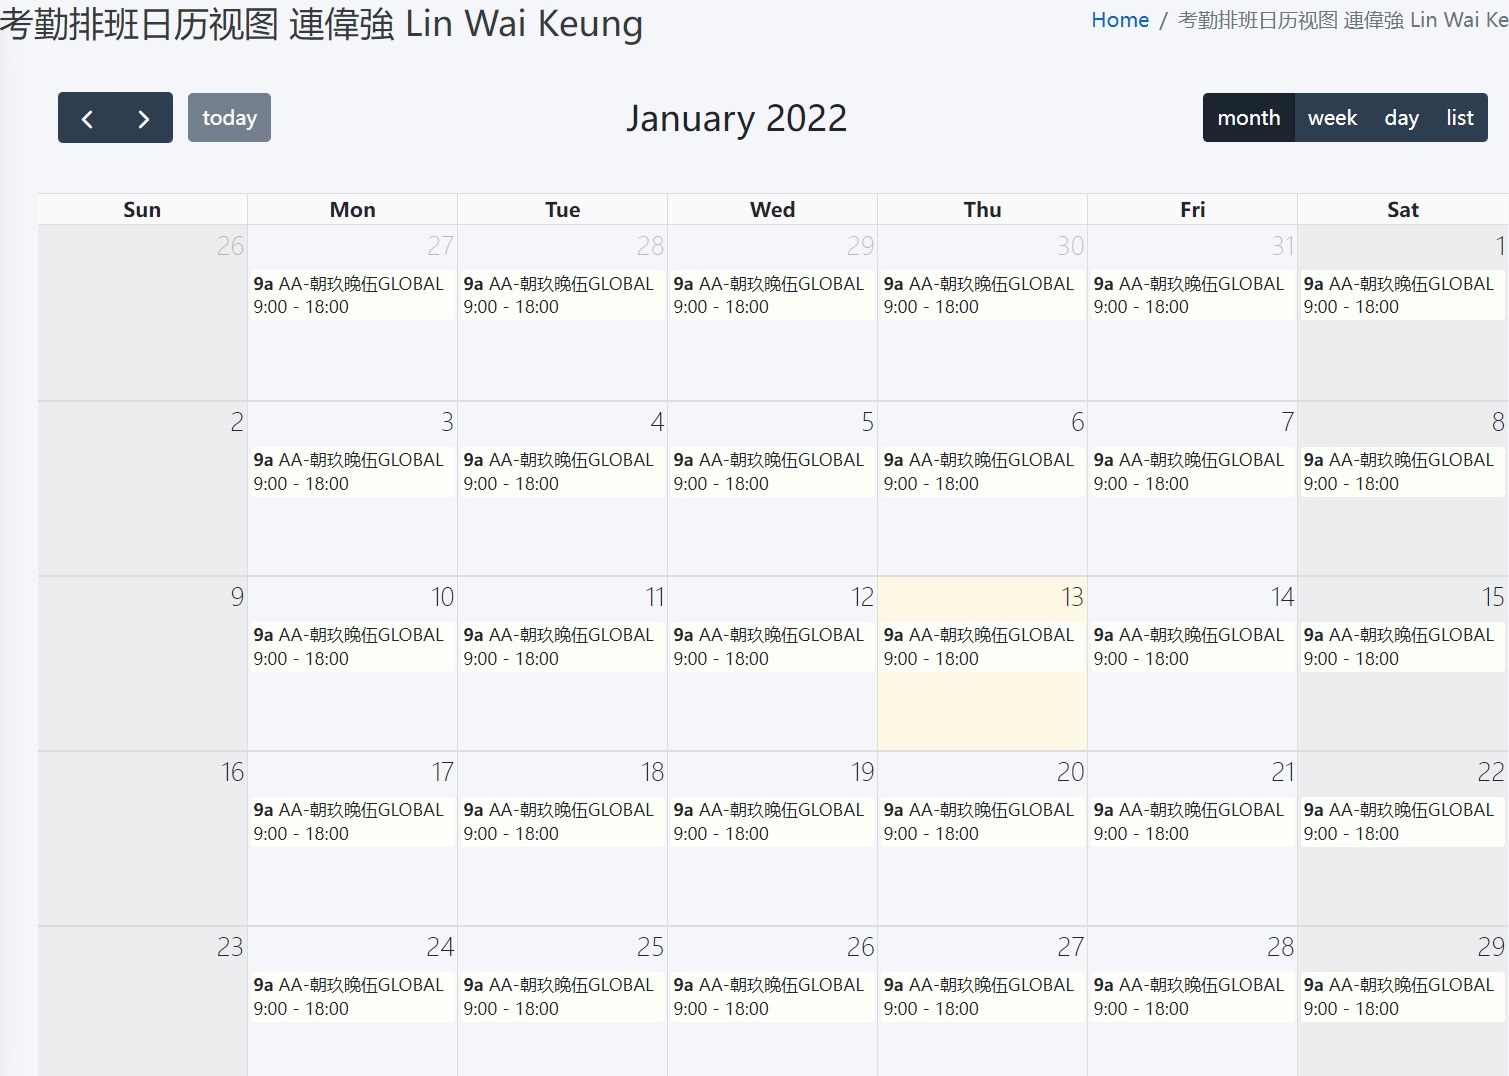 考勤排班日历视图 連偉強 Lin Wai Keung
Home / 考勤排班日历视图 連偉強 Lin Wai Ke
today
January 2022
month week day list
Sun Mon Tue Wed Thu Fri Sat
26 27 28 29 30 31 1
9a AA-朝玖晚伍GLOBAL 9a AA-朝玖晚伍GLOBAL 9a AA-朝玖晚伍GLOBAL 9a AA-朝玖晚伍GLOBAL 9a AA-朝玖晚伍GLOBAL 9a AA-朝玖晚伍GLOBAL
9:00 - 18:00 9:00 - 18:00 9:00 - 18:00 9:00 - 18:00 9:00 - 18:00 9:00 - 18:00
2 3 4 5 6 7 8
9a AA-朝玖晚伍GLOBAL 9a AA-朝玖晚伍GLOBAL 9a AA-朝玖晚伍GLOBAL 9a AA-朝玖晚伍GLOBAL 9a AA-朝玖晚伍GLOBAL 9a AA-朝玖晚伍GLOBAL
9:00 - 18:00 9:00 - 18:00 9:00 - 18:00 9:00 - 18:00 9:00 - 18:00 9:00 - 18:00
9 10 11 12 13 14 15
9a AA-朝玖晚伍GLOBAL 9a AA-朝玖晚伍GLOBAL 9a AA-朝玖晚伍GLOBAL 9a AA-朝玖晚伍GLOBAL 9a AA-朝玖晚伍GLOBAL 9a AA-朝玖晚伍GLOBAL
9:00 - 18:00 9:00 - 18:00 9:00 - 18:00 9:00 - 18:00 9:00 - 18:00 9:00 - 18:00
16 17 18 19 20 21 22
9a AA-朝玖晚伍GLOBAL 9a AA-朝玖晚伍GLOBAL 9a AA-朝玖晚伍GLOBAL 9a AA-朝玖晚伍GLOBAL 9a AA-朝玖晚伍GLOBAL 9a AA-朝玖晚伍GLOBAL
9:00 - 18:00 9:00 - 18:00 9:00 - 18:00 9:00 - 18:00 9:00 - 18:00 9:00 - 18:00
23 24 25 26 27 28 29
9a AA-朝玖晚伍GLOBAL 9a AA-朝玖晚伍GLOBAL 9a AA-朝玖晚伍GLOBAL 9a AA-朝玖晚伍GLOBAL 9a AA-朝玖晚伍GLOBAL 9a AA-朝玖晚伍GLOBAL
9:00 - 18:00 9:00 - 18:00 9:00 - 18:00 9:00 - 18:00 9:00 - 18:00 9:00 - 18:00